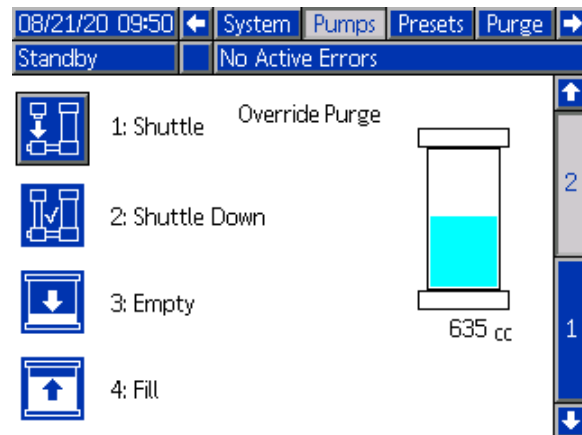 08/21/20 09:50 System Pumps Presets Purge
Standby No Active Errors
Override Purge
1: Shuttle
2: Shuttle Down
3: Empty
4: Fill
635 cc
2
1